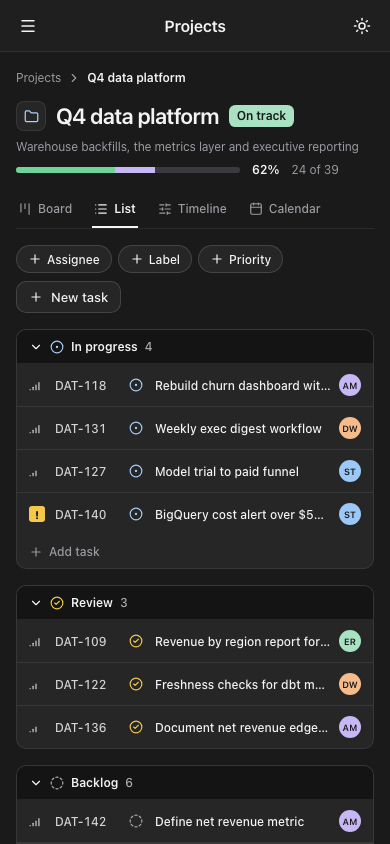 Projects
Projects > Q4 data platform
Q4 data platform On track
Warehouse backfills, the metrics layer and executive reporting
62% 24 of 39
Board List Timeline Calendar
+ Assignee + Label + Priority
+ New task
In progress 4
DAT-118 Rebuild churn dashboard wit... AM
DAT-131 Weekly exec digest workflow DW
DAT-127 Model trial to paid funnel ST
! DAT-140 BigQuery cost alert over $5... ST
+ Add task
Review 3
DAT-109 Revenue by region report for... ER
DAT-122 Freshness checks for dbt m... DW
DAT-136 Document net revenue edge... AM
Backlog 6
DAT-142 Define net revenue metric AM